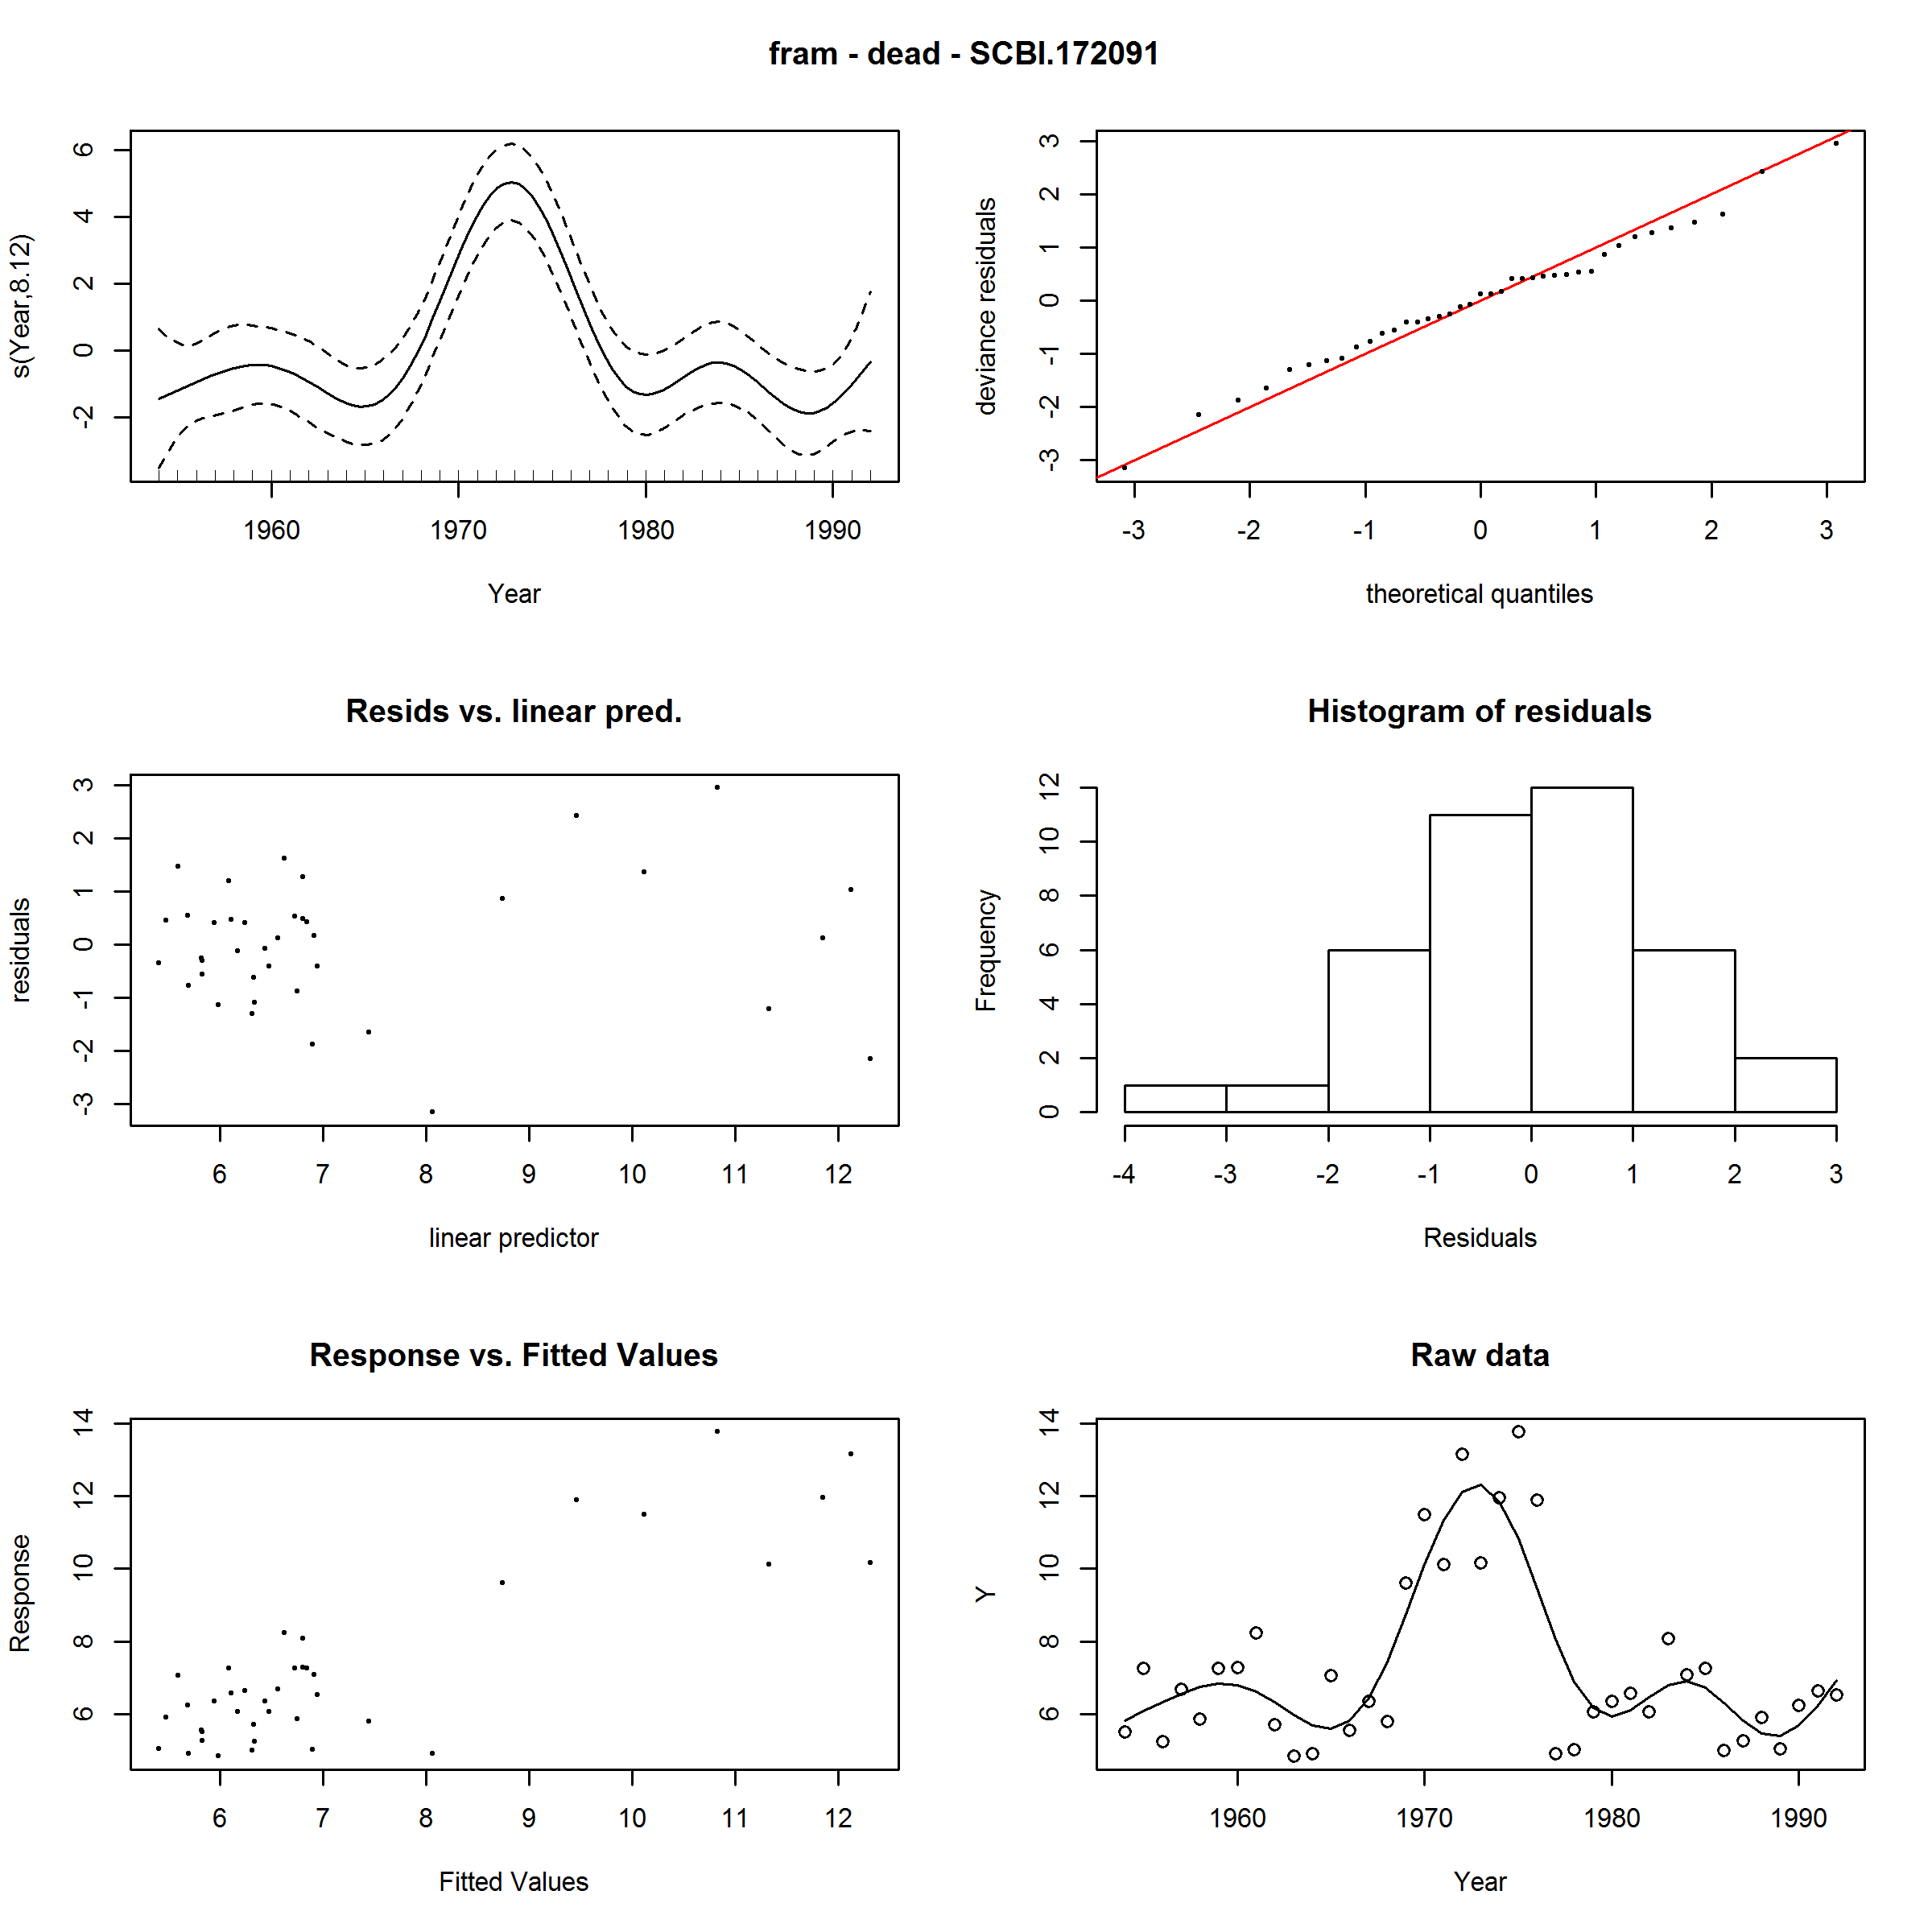 fram - dead - SCBI.172091
s(Year,8.12)
6
4
2
0
-2
1960 1970 1980 1990
Year
deviance residuals
3
2
1
0
-1
-2
-3
-3 -2 -1 0 1 2 3
theoretical quantiles
Resids vs. linear pred.
residuals
3
2
1
0
-1
-2
-3
6 7 8 9 10 11 12
linear predictor
Histogram of residuals
Frequency
12
10
8
6
4
2
0
-4 -3 -2 -1 0 1 2 3
Residuals
Response vs. Fitted Values
Response
14
12
10
8
6
6 7 8 9 10 11 12
Fitted Values
Raw data
Y
14
12
10
8
6
1960 1970 1980 1990
Year